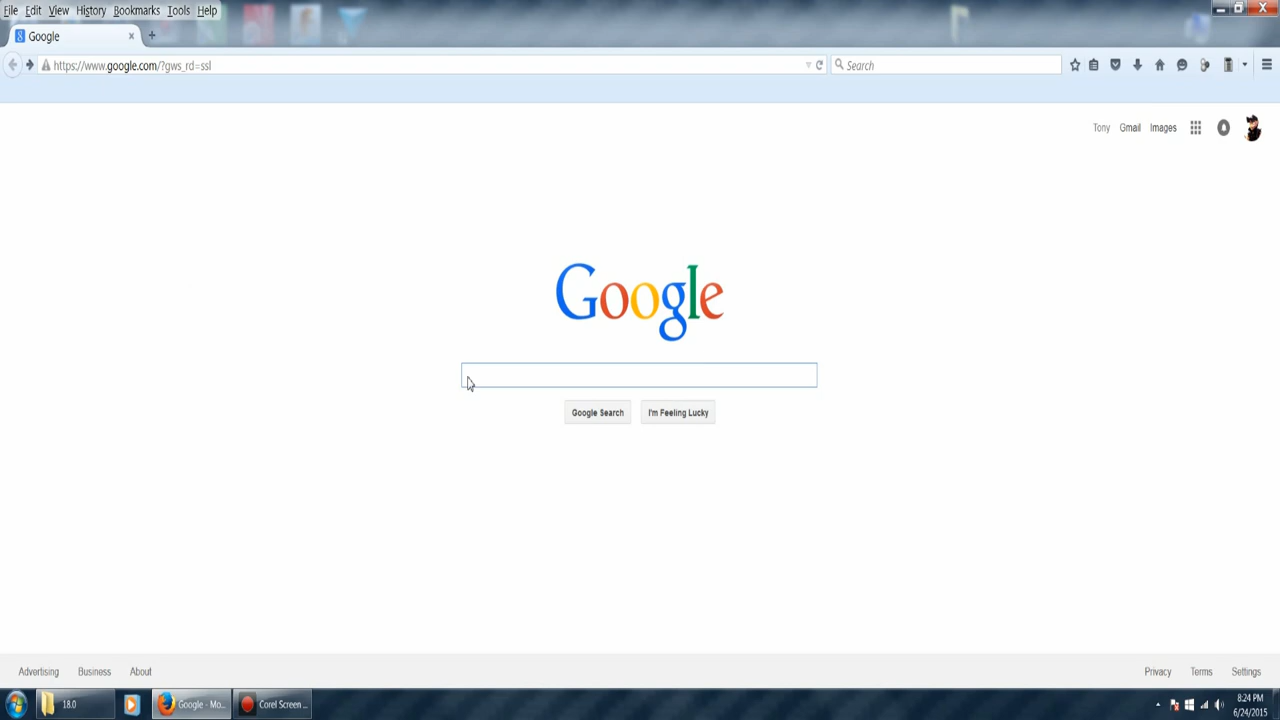 File Edit View History Bookmarks Tools Help
Google
https://www.google.com/?gws_rd=ssl
Search
Tony Gmail Images
Google
Google Search I'm Feeling Lucky
Advertising Business About
Privacy Terms Settings
18.0
Google - Mo...
Corel Screen ...
8:24 PM
6/24/2015